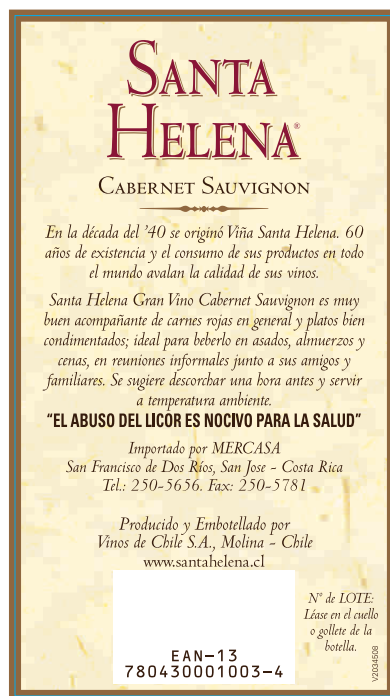 SANTA
HELENA®
CABERNET SAUVIGNON
En la década del '40 se originó Viña Santa Helena. 60
años de existencia y el consumo de sus productos en todo
el mundo avalan la calidad de sus vinos.
Santa Helena Gran Vino Cabernet Sauvignon es muy
buen acompañante de carnes rojas en general y platos bien
condimentados; ideal para beberlo en asados, almuerzos y
cenas, en reuniones informales junto a sus amigos y
familiares. Se sugiere descorchar una hora antes y servir
a temperatura ambiente.
"EL ABUSO DEL LICOR ES NOCIVO PARA LA SALUD"
Importado por MERCASA
San Francisco de Dos Ríos, San Jose - Costa Rica
Tel.: 250-5656. Fax: 250-5781
Producido y Embotellado por
Vinos de Chile S.A., Molina - Chile
www.santahelena.cl
N° de LOTE:
Léase en el cuello
o gollete de la
botella.
EAN-13
780430001003-4
V2034508